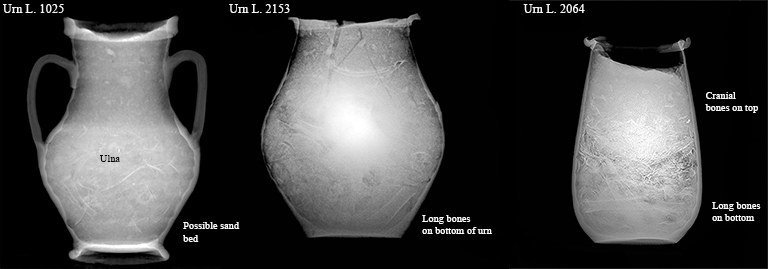 Urn L. 1025
Urn L. 2153
Urn L. 2064
Ulna
Possible sand
bed
Long bones
on bottom of urn
Cranial
bones on top
Long bones
on bottom